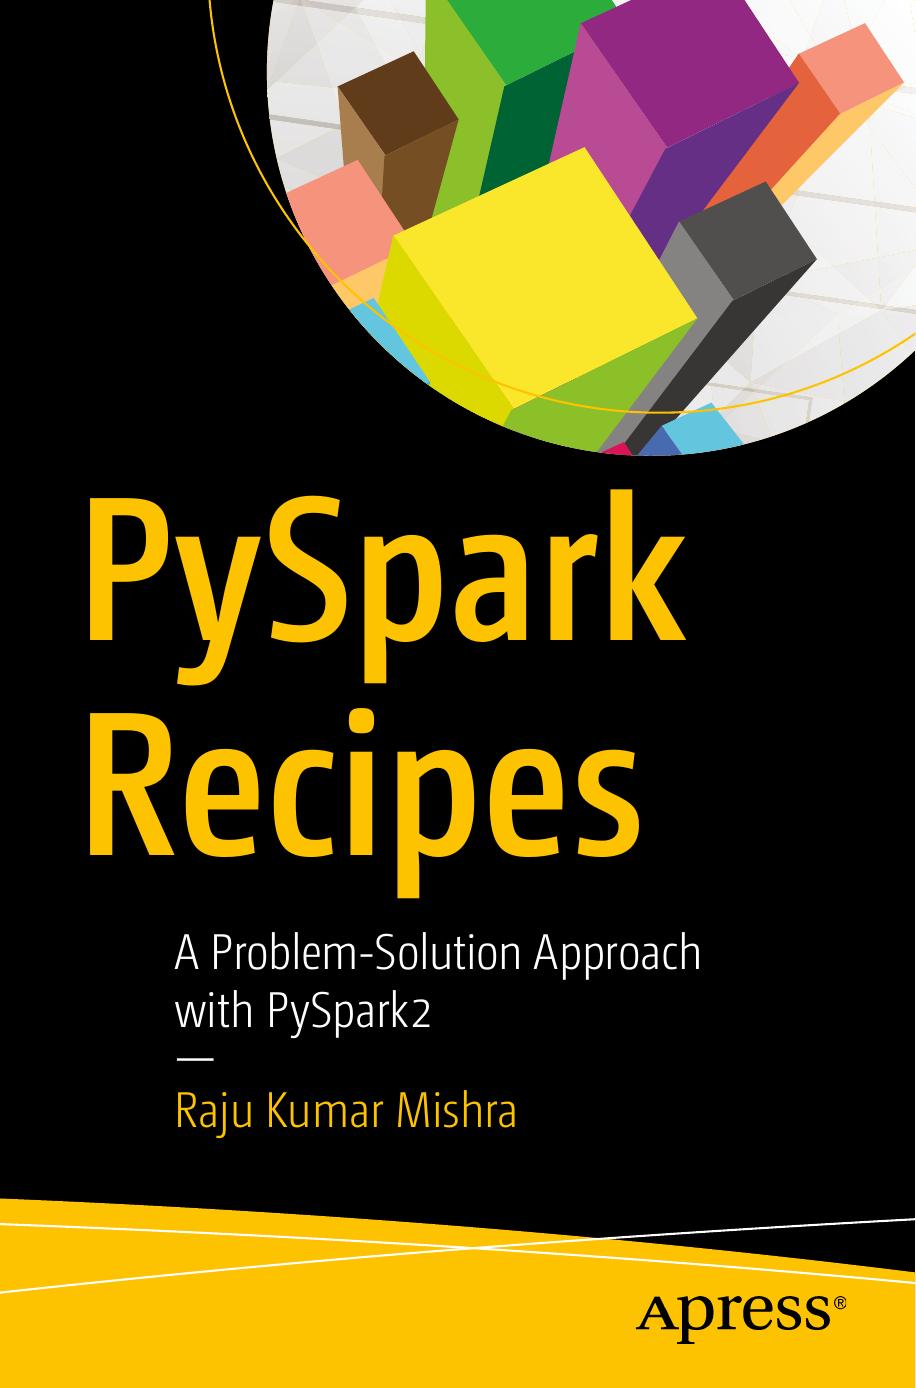 PySpark
Recipes
A Problem-Solution Approach
with PySpark2
—
Raju Kumar Mishra
Apress®